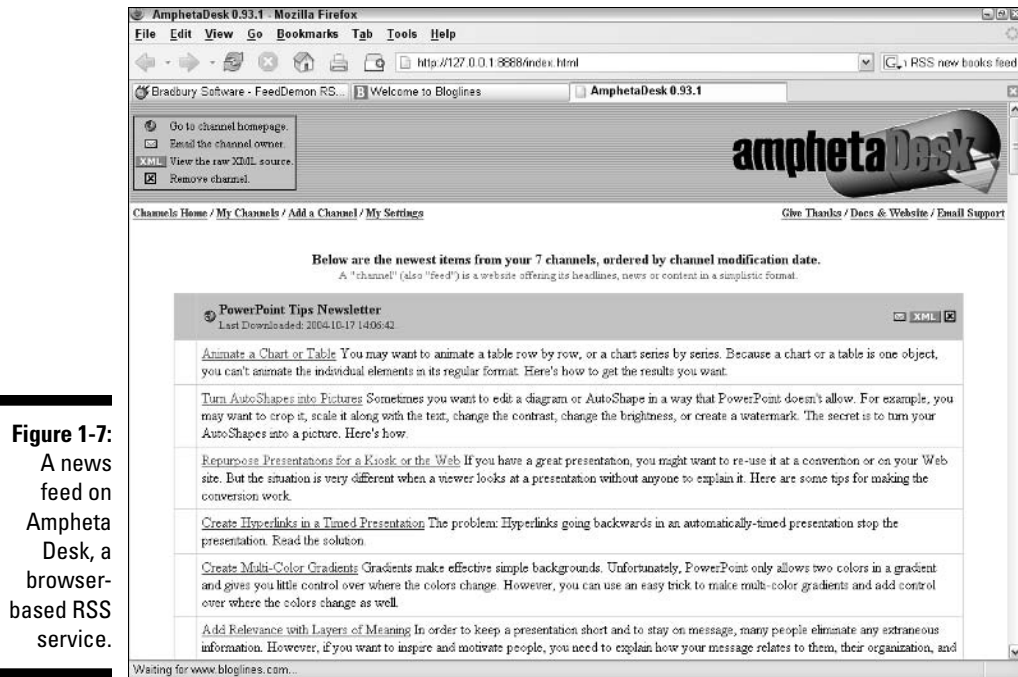 AmphetaDesk 0.93.1 - Mozilla Firefox
File Edit View Go Bookmarks Tab Tools Help
http://127.0.0.1:8888/index.html
RSS new books feed
Bradbury Software - FeedDemon RS...
Welcome to Bloglines
AmphetaDesk 0.93.1
Go to channel homepage.
Email the channel owner.
XML View the raw XML source.
Remove channel.
amphetaDesk
Channels Home / My Channels / Add a Channel / My Settings
Give Thanks / Docs & Website / Email Support
Below are the newest items from your 7 channels, ordered by channel modification date.
A "channel" (also "feed") is a website offering its headlines, news or content in a simplistic format.
PowerPoint Tips Newsletter
Last Downloaded: 2004-10-17 14:06:42
XML
Animate a Chart or Table You may want to animate a table row by row, or a chart series by series. Because a chart or a table is one object,
you can't animate the individual elements in its regular format. Here's how to get the results you want.
Turn AutoShapes into Pictures Sometimes you want to edit a diagram or AutoShape in a way that PowerPoint doesn't allow. For example, you
may want to crop it, scale it along with the text, change the contrast, change the brightness, or create a watermark. The secret is to turn your
AutoShapes into a picture. Here's how.
Repurpose Presentations for a Kiosk or the Web If you have a great presentation, you might want to re-use it at a convention or on your Web
site. But the situation is very different when a viewer looks at a presentation without anyone to explain it. Here are some tips for making the
conversion work.
Create Hyperlinks in a Timed Presentation The problem: Hyperlinks going backwards in an automatically-timed presentation stop the
presentation. Read the solution.
Create Multi-Color Gradients Gradients make effective simple backgrounds. Unfortunately, PowerPoint only allows two colors in a gradient
and gives you little control over where the colors change. However, you can use an easy trick to make multi-color gradients and add control
over where the colors change as well.
Add Relevance with Layers of Meaning In order to keep a presentation short and to stay on message, many people eliminate any extraneous
information. However, if you want to inspire and motivate people, you need to explain how your message relates to them, their organization, and
Waiting for www.bloglines.com...
Figure 1-7:
A news
feed on
Ampheta
Desk, a
browser-
based RSS
service.